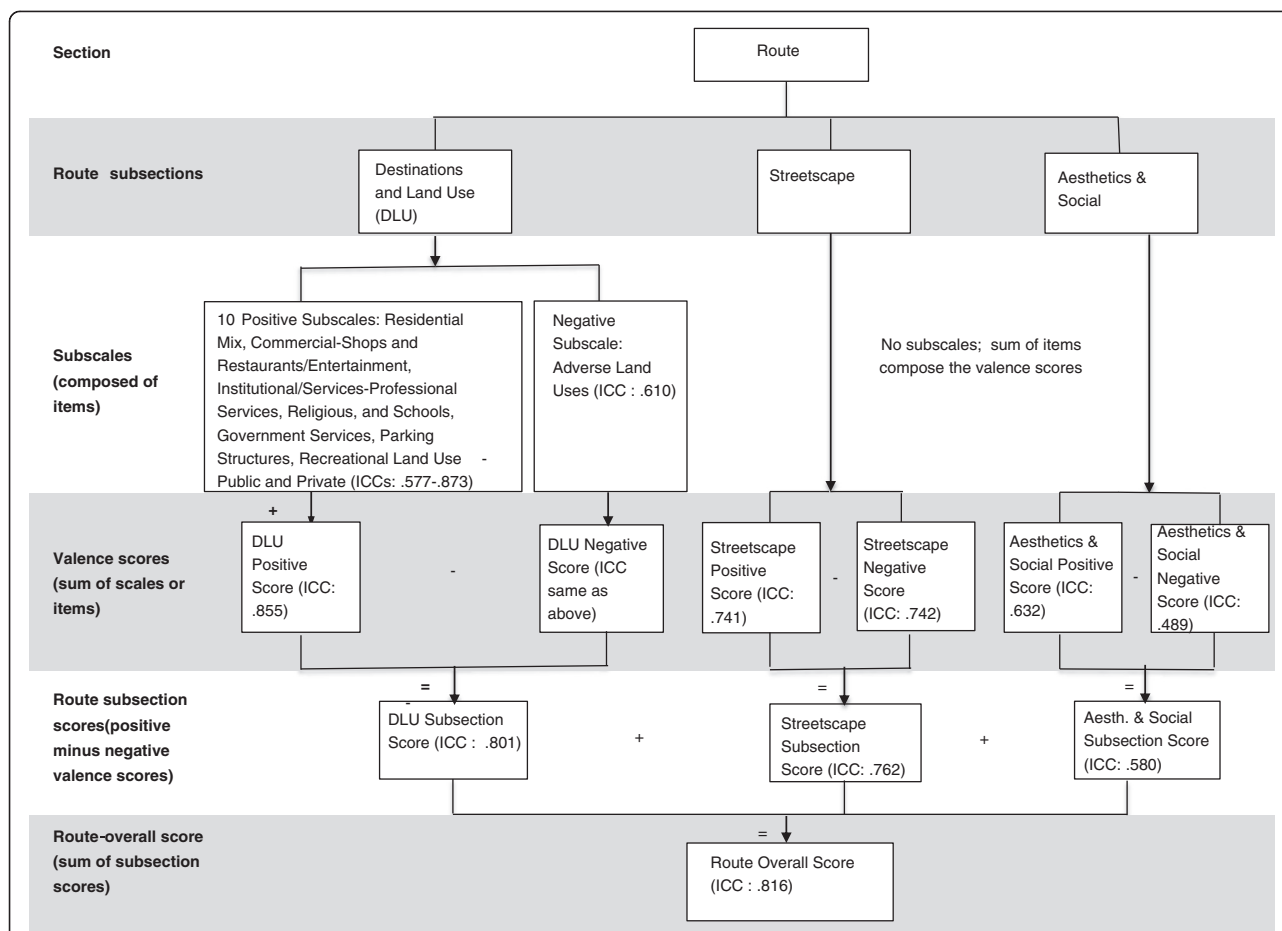 Section
Route
Route subsections
Destinations
and Land Use
(DLU)
Streetscape
Aesthetics &
Social
Subscales
(composed of
items)
10 Positive Subscales: Residential
Mix, Commercial-Shops and
Restaurants/Entertainment,
Institutional/Services-Professional
Services, Religious, and Schools,
Government Services, Parking
Structures, Recreational Land Use -
Public and Private (ICCs: .577-.873)
Negative
Subscale:
Adverse Land
Uses (ICC : .610)
No subscales; sum of items
compose the valence scores
Valence scores
(sum of scales or
items)
+
DLU
Positive
Score (ICC:
.855)
-
DLU Negative
Score (ICC
same as
above)
Streetscape
Positive
Score (ICC:
.741)
-
Streetscape
Negative
Score
(ICC: .742)
Aesthetics &
Social Positive
Score (ICC:
.632)
-
Aesthetics &
Social
Negative
Score (ICC:
.489)
Route subsection
scores(positive
minus negative
valence scores)
=
-
DLU Subsection
Score (ICC : .801)
+
=
Streetscape
Subsection
Score (ICC: .762)
+
=
Aesth. & Social
Subsection Score
(ICC: .580)
Route-overall score
(sum of subsection
scores)
=
Route Overall Score
(ICC : .816)